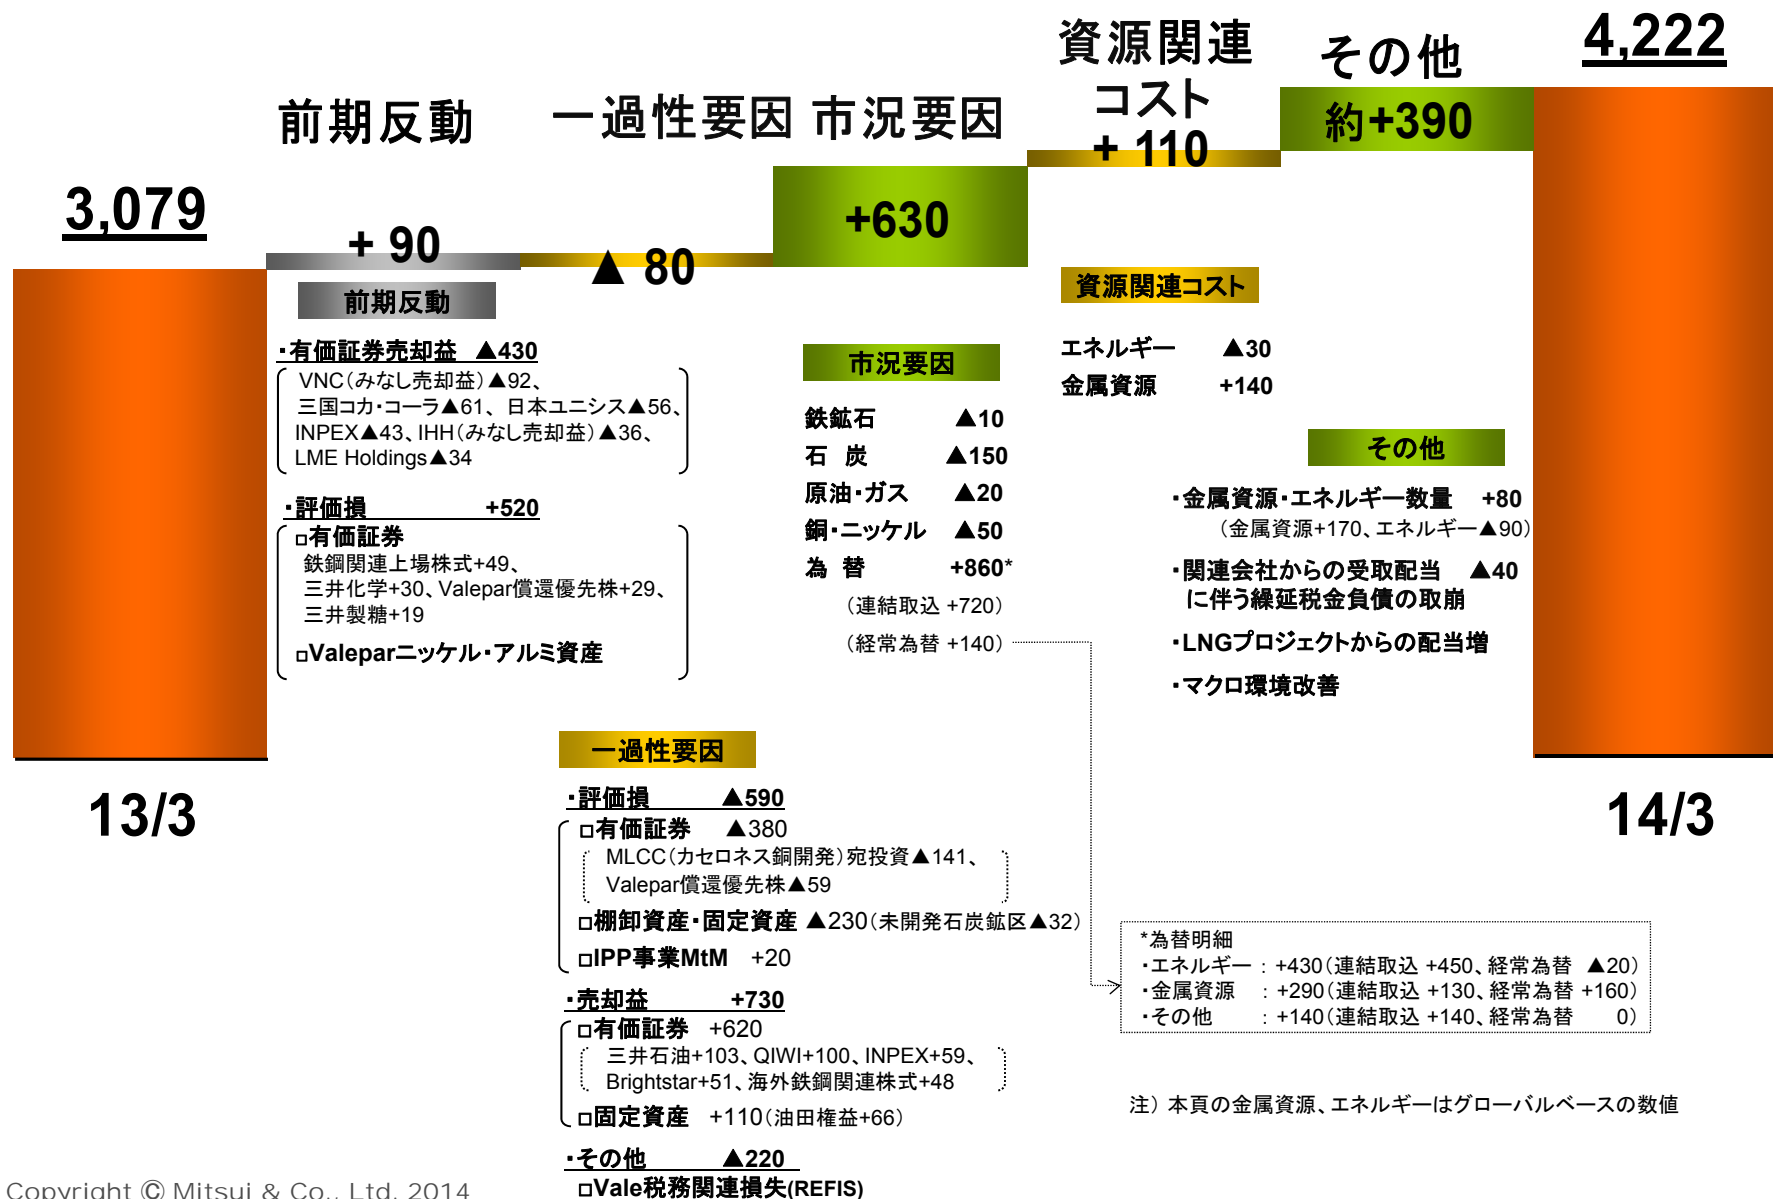 3,079
前期反動
+ 90
一過性要因
▲ 80
市況要因
+630
資源関連
コスト
+ 110
その他
約+390
4,222
13/3
14/3
前期反動
・有価証券売却益 ▲430
VNC(みなし売却益)▲92、
三国コカ・コーラ▲61、日本ユニシス▲56、
INPEX▲43、IHH(みなし売却益)▲36、
LME Holdings▲34
・評価損 +520
□有価証券
鉄鋼関連上場株式+49、
三井化学+30、Valepar償還優先株+29、
三井製糖+19
□Valeparニッケル・アルミ資産
一過性要因
・評価損 ▲590
□有価証券 ▲380
MLCC(カセロネス銅開発)宛投資▲141、
Valepar償還優先株▲59
□棚卸資産・固定資産 ▲230(未開発石炭鉱区▲32)
□IPP事業MtM +20
・売却益 +730
□有価証券 +620
三井石油+103、QIWI+100、INPEX+59、
Brightstar+51、海外鉄鋼関連株式+48
□固定資産 +110(油田権益+66)
・その他 ▲220
□Vale税務関連損失(REFIS)
市況要因
鉄鉱石 ▲10
石 炭 ▲150
原油・ガス ▲20
銅・ニッケル ▲50
為 替 +860*
(連結取込 +720)
(経常為替 +140)
資源関連コスト
エネルギー ▲30
金属資源 +140
その他
・金属資源・エネルギー数量 +80
(金属資源+170、エネルギー▲90)
・関連会社からの受取配当 ▲40
に伴う繰延税金負債の取崩
・LNGプロジェクトからの配当増
・マクロ環境改善
*為替明細
・エネルギー : +430(連結取込 +450、経常為替 ▲20)
・金属資源 : +290(連結取込 +130、経常為替 +160)
・その他 : +140(連結取込 +140、経常為替 0)
注) 本頁の金属資源、エネルギーはグローバルベースの数値
Copyright © Mitsui & Co., Ltd. 2014